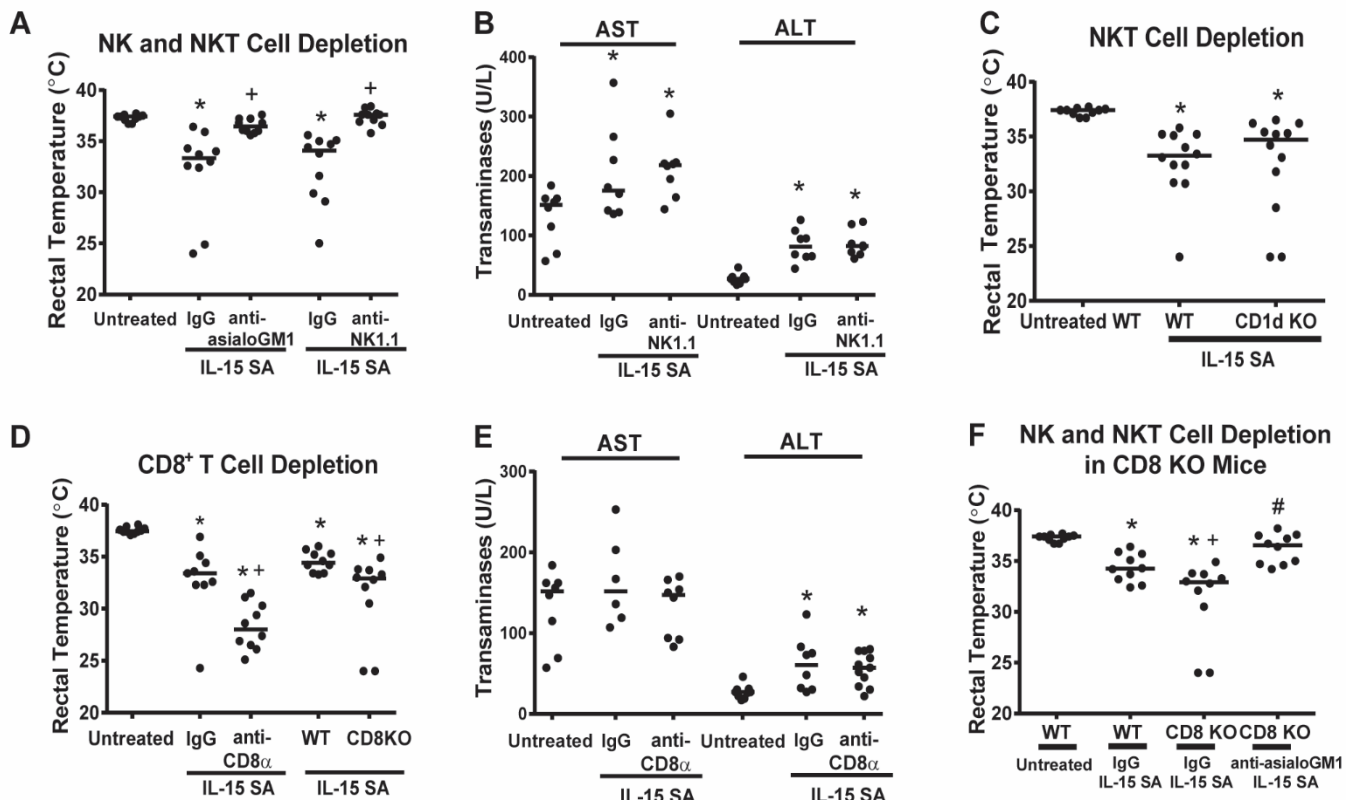 A
NK and NKT Cell Depletion
Rectal Temperature (°C)
40
35
30
25
20
* + * +
Untreated IgG anti-asialoGM1 IgG anti-NK1.1
IL-15 SA IL-15 SA
B
AST ALT
Transaminases (U/L)
400
300
200
100
0
* * * *
Untreated IgG anti-NK1.1 Untreated IgG anti-NK1.1
IL-15 SA IL-15 SA
C
NKT Cell Depletion
Rectal Temperature (°C)
40
35
30
25
20
* *
Untreated WT WT CD1d KO
IL-15 SA
D
CD8+ T Cell Depletion
Rectal Temperature (°C)
40
35
30
25
20
* * + * * +
Untreated IgG anti-CD8α WT CD8KO
IL-15 SA IL-15 SA
E
AST ALT
Transaminases (U/L)
300
200
100
0
* *
Untreated IgG anti-CD8α Untreated IgG anti-CD8α
IL-15 SA IL-15 SA
F
NK and NKT Cell Depletion
in CD8 KO Mice
Rectal Temperature (°C)
40
35
30
25
20
* * + #
WT WT CD8 KO CD8 KO
Untreated IgG IgG anti-asialoGM1
IL-15 SA IL-15 SA IL-15 SA